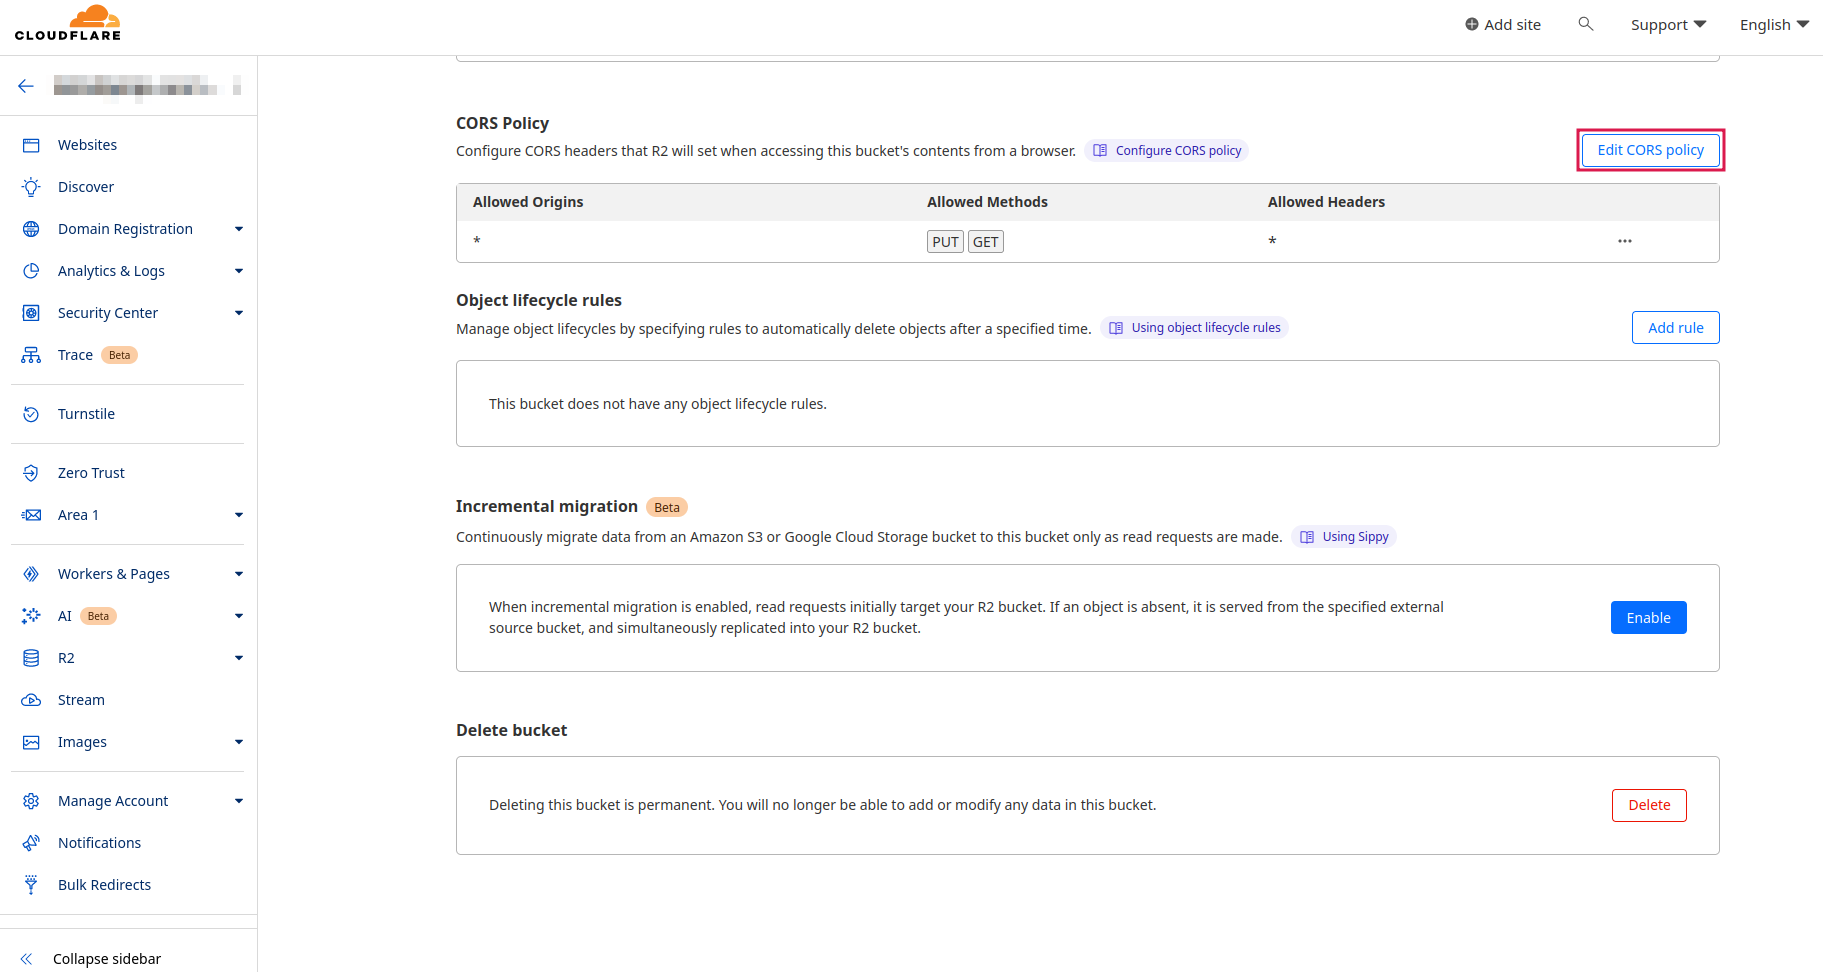 CLOUDFLARE
Add site
Support
English
Websites
Discover
Domain Registration
Analytics & Logs
Security Center
Trace Beta
Turnstile
Zero Trust
Area 1
Workers & Pages
AI Beta
R2
Stream
Images
Manage Account
Notifications
Bulk Redirects
Collapse sidebar
CORS Policy
Configure CORS headers that R2 will set when accessing this bucket's contents from a browser. Configure CORS policy
Edit CORS policy
Allowed Origins Allowed Methods Allowed Headers
* PUT GET *
Object lifecycle rules
Manage object lifecycles by specifying rules to automatically delete objects after a specified time. Using object lifecycle rules
Add rule
This bucket does not have any object lifecycle rules.
Incremental migration Beta
Continuously migrate data from an Amazon S3 or Google Cloud Storage bucket to this bucket only as read requests are made. Using Sippy
When incremental migration is enabled, read requests initially target your R2 bucket. If an object is absent, it is served from the specified external
source bucket, and simultaneously replicated into your R2 bucket.
Enable
Delete bucket
Deleting this bucket is permanent. You will no longer be able to add or modify any data in this bucket.
Delete